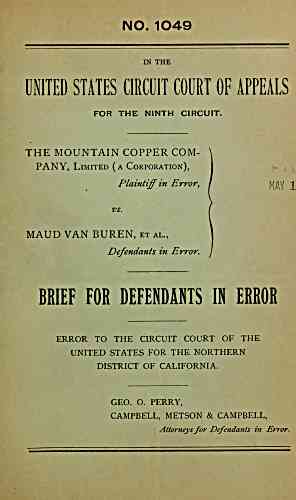 NO. 1049
IN THE
UNITED STATES CIRCUIT COURT OF APPEALS
FOR THE NINTH CIRCUIT.
THE MOUNTAIN COPPER COM-
PANY, LIMITED (A CORPORATION),
Plaintiff in Error,
MAY 1
vs.
MAUD VAN BUREN, ET AL.,
Defendants in Error.
BRIEF FOR DEFENDANTS IN ERROR
ERROR TO THE CIRCUIT COURT OF THE
UNITED STATES FOR THE NORTHERN
DISTRICT OF CALIFORNIA.
GEO. O. PERRY,
CAMPBELL, METSON & CAMPBELL,
Attorneys for Defendants in Error.